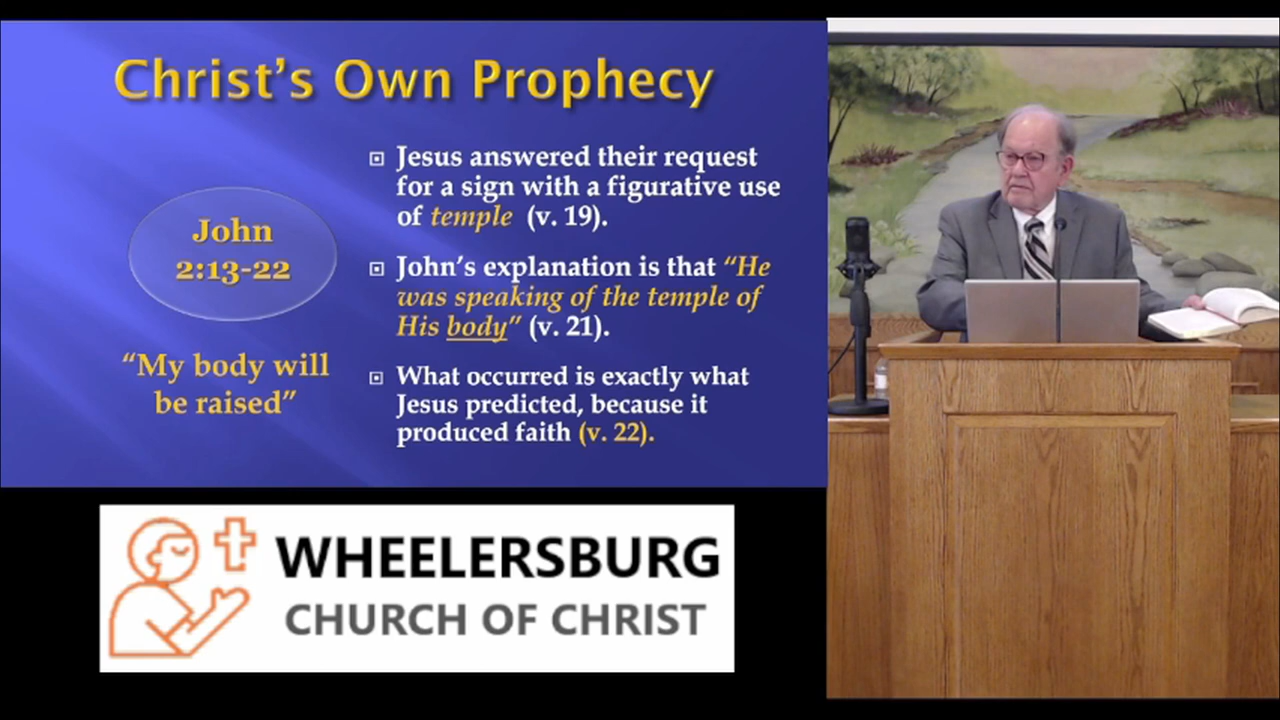 Christ's Own Prophecy
John
2:13-22
"My body will
be raised"
Jesus answered their request
for a sign with a figurative use
of temple (v. 19).
John's explanation is that "He
was speaking of the temple of
His body" (v. 21).
What occurred is exactly what
Jesus predicted, because it
produced faith (v. 22).
WHEELERSBURG
CHURCH OF CHRIST